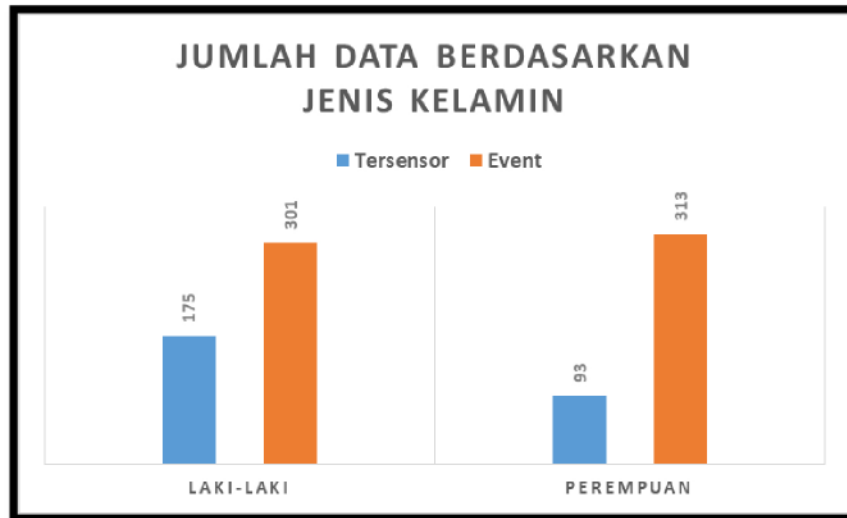 JUMLAH DATA BERDASARKAN
JENIS KELAMIN
Tersensor Event
175
301
93
313
LAKI-LAKI PEREMPUAN